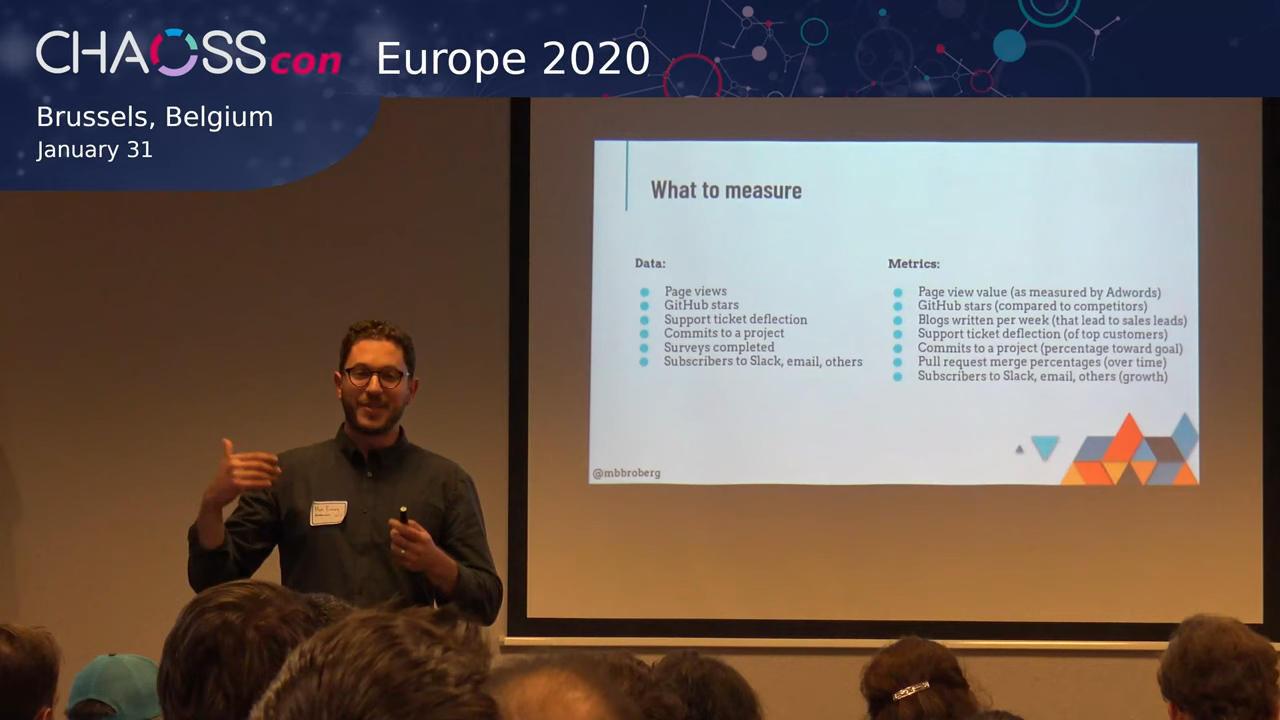 CHAOSScon Europe 2020
Brussels, Belgium
January 31
What to measure
Data:
Page views
GitHub stars
Support ticket deflection
Commits to a project
Surveys completed
Subscribers to Slack, email, others
Metrics:
Page view value (as measured by Adwords)
GitHub stars (compared to competitors)
Blogs written per week (that lead to sales leads)
Support ticket deflection (of top customers)
Commits to a project (percentage toward goal)
Pull request merge percentages (over time)
Subscribers to Slack, email, others (growth)
@mbbroberg